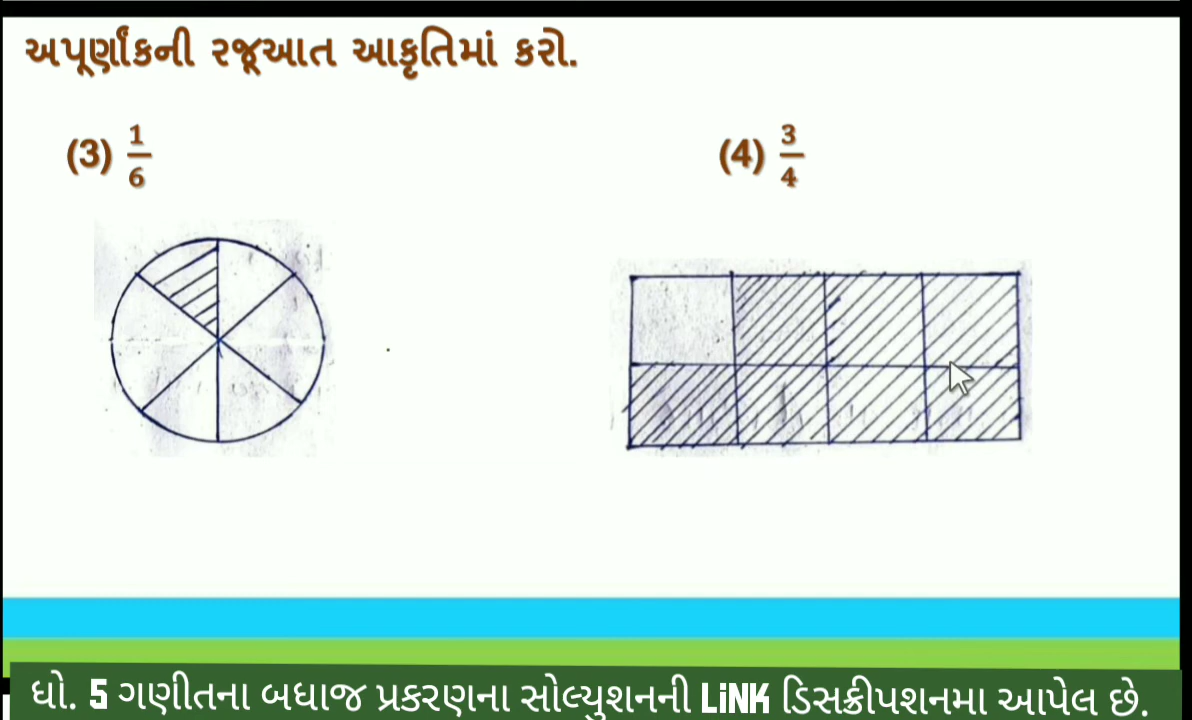 અપૂર્ણાંકની રજૂઆત આકૃતિમાં કરો.
(3) 1/6
(4) 3/4
ધો. 5 ગણીતના બધાજ પ્રકરણના સોલ્યુશનની LiNK ડિસક્રીપશનમા આપેલ છે.